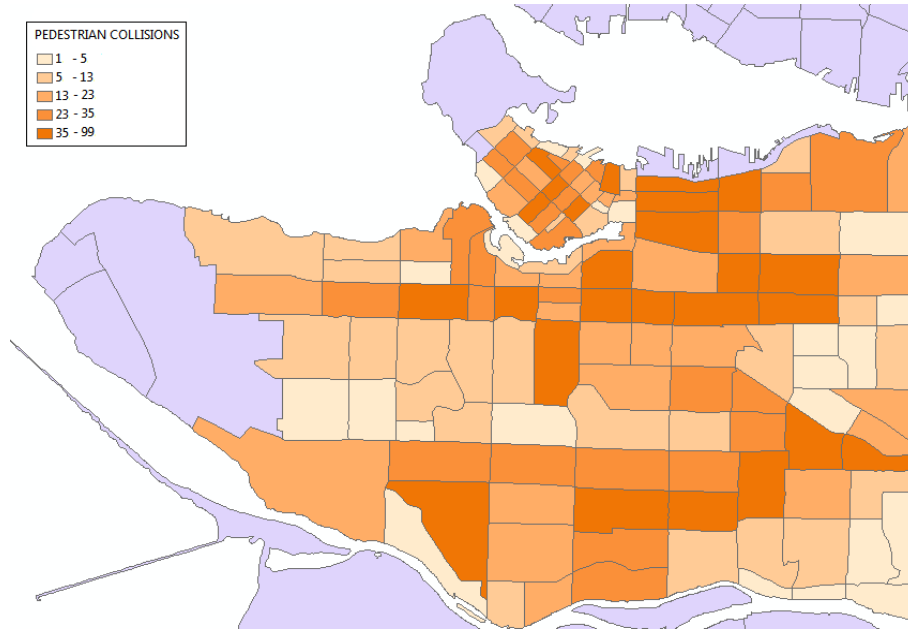 PEDESTRIAN COLLISIONS
1 - 5
5 - 13
13 - 23
23 - 35
35 - 99